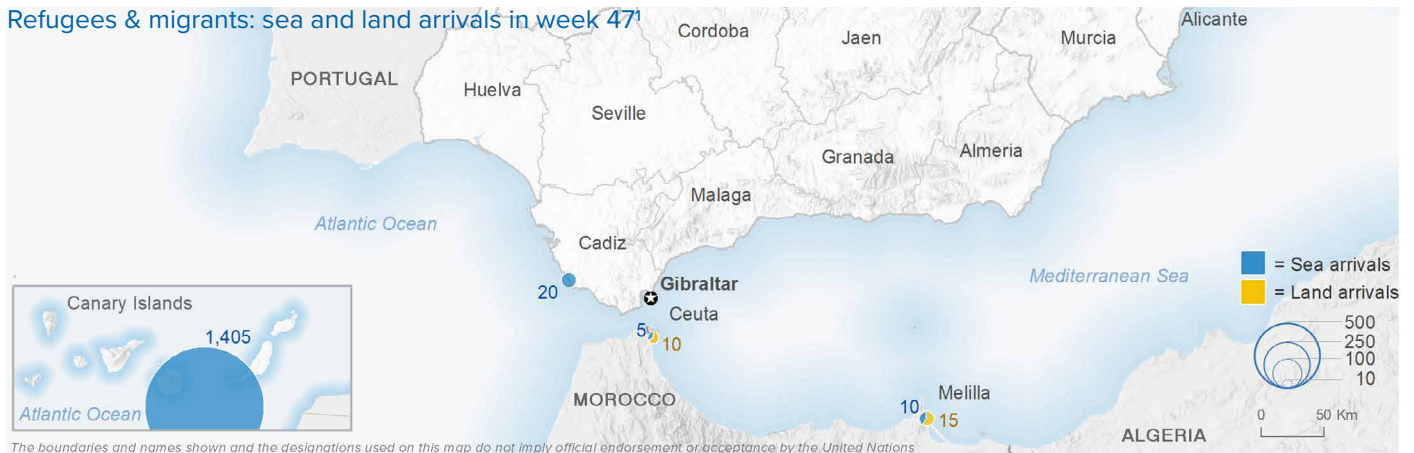 Refugees & migrants: sea and land arrivals in week 47¹
Alicante
Cordoba
Jaen
Murcia
PORTUGAL
Huelva
Seville
Granada
Almeria
Malaga
Atlantic Ocean
Cadiz
Mediterranean Sea
= Sea arrivals
= Land arrivals
20
Gibraltar
Ceuta
5
10
Canary Islands
1,405
Atlantic Ocean
500
250
100
10
MOROCCO
Melilla
10
15
0 50 Km
ALGERIA
The boundaries and names shown and the designations used on this map do not imply official endorsement or acceptance by the United Nations